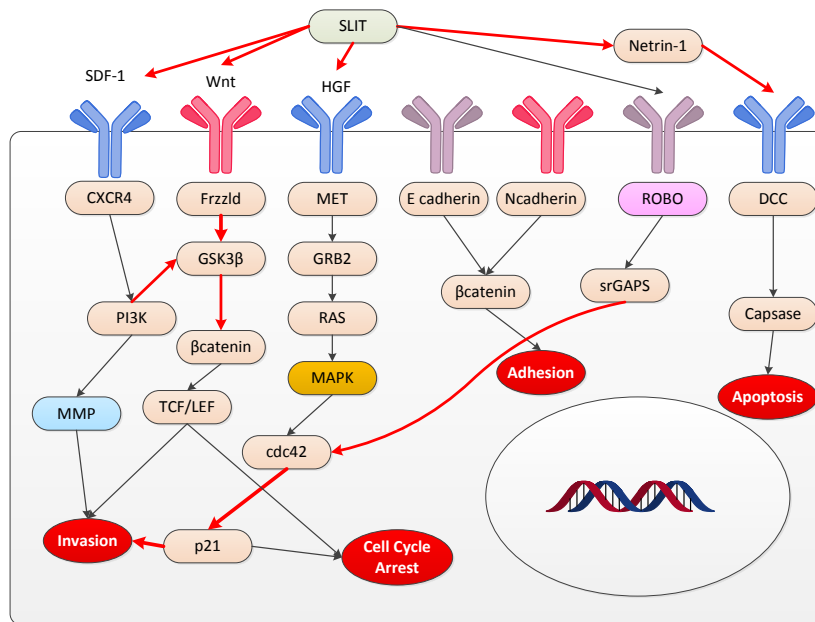 SLIT
Netrin-1
SDF-1
Wnt
HGF
CXCR4
Frzzld
MET
E cadherin
Ncadherin
ROBO
DCC
GSK3β
GRB2
βcatenin
srGAPS
PI3K
RAS
Capsase
βcatenin
Adhesion
MAPK
Apoptosis
MMP
TCF/LEF
cdc42
Invasion
p21
Cell Cycle
Arrest